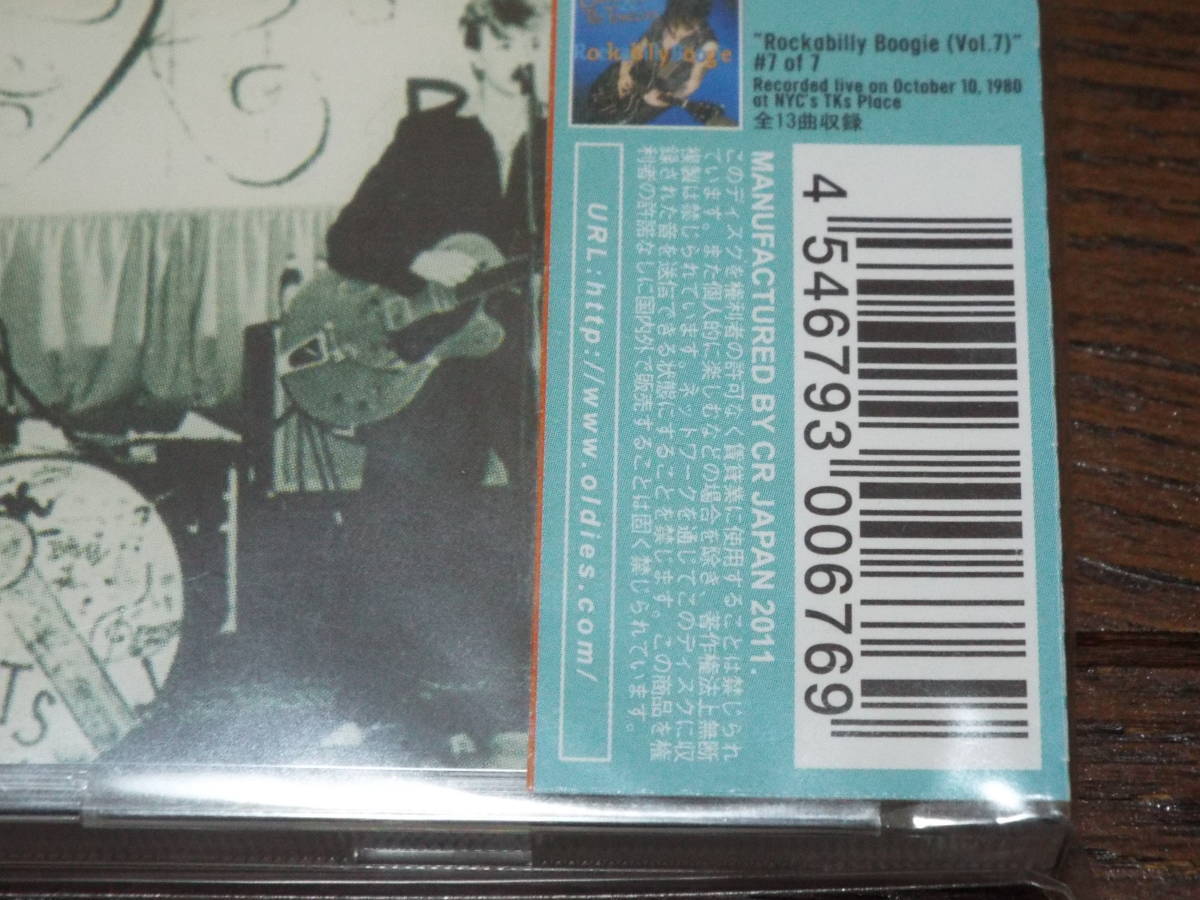 Rockabilly Boogie
"Rockabilly Boogie (Vol.7)"
#7 of 7
Recorded live on October 10, 1980
at NYC's TKs Place
全13曲収録
4 546793 006769
MANUFACTURED BY CR JAPAN 2011.
このディスクを権利者の許可なく賃貸業に使用することは禁じられ
ています。また個人的に楽しむなどの場合を除き、著作権法上無断
複製は禁じられています。ネットワークを通じてこのディスクに収
録された音を送信できる状態にすることを禁じます。この商品を権
利者の許諾なしに国内外で販売することは固く禁じられています。
URL:http://www.oldies.com/
TS